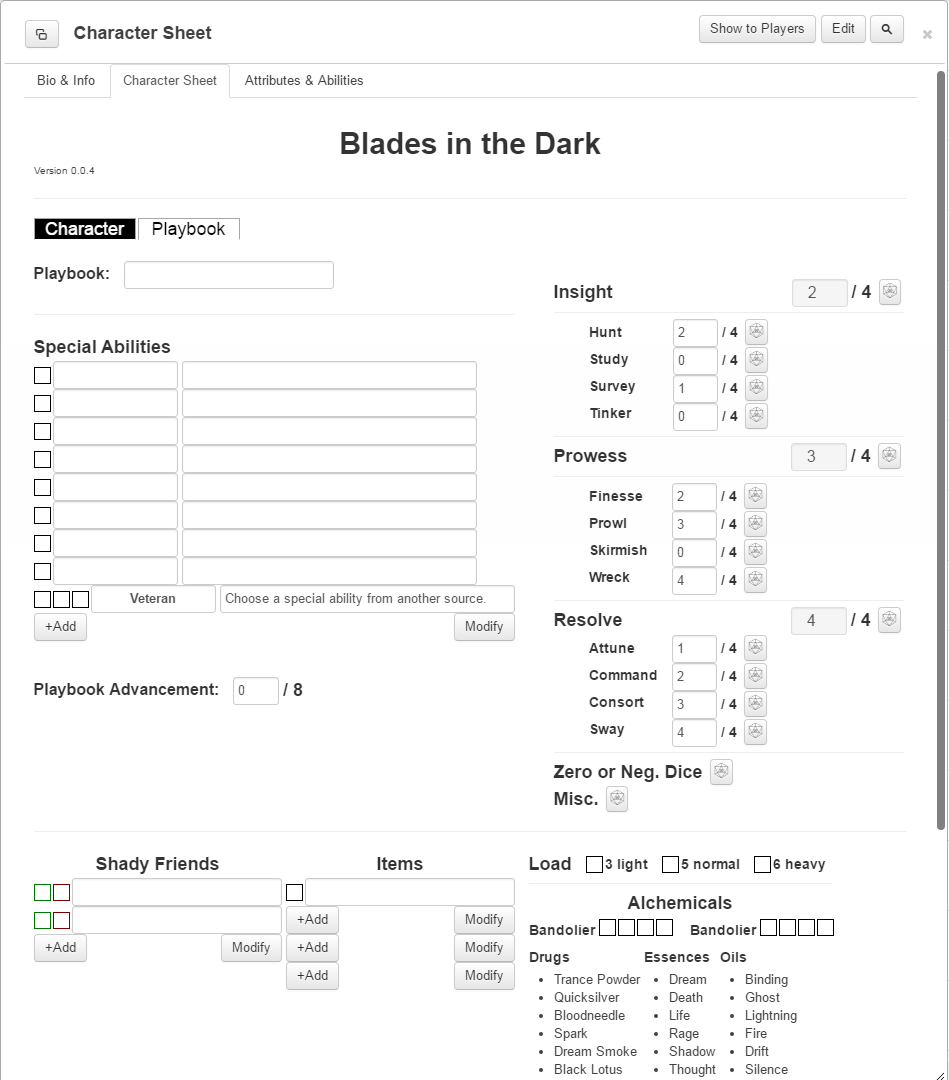 Character Sheet
Show to Players Edit
Bio & Info Character Sheet Attributes & Abilities
Blades in the Dark
Version 0.0.4
Character Playbook
Playbook:
Special Abilities
Veteran Choose a special ability from another source.
+Add Modify
Playbook Advancement: 0 / 8
Insight 2 / 4
Hunt 2 / 4
Study 0 / 4
Survey 1 / 4
Tinker 0 / 4
Prowess 3 / 4
Finesse 2 / 4
Prowl 3 / 4
Skirmish 0 / 4
Wreck 4 / 4
Resolve 4 / 4
Attune 1 / 4
Command 2 / 4
Consort 3 / 4
Sway 4 / 4
Zero or Neg. Dice
Misc.
Shady Friends
+Add Modify
Items
+Add Modify
+Add Modify
+Add Modify
Load 3 light 5 normal 6 heavy
Alchemicals
Bandolier Bandolier
Drugs Essences Oils
• Trance Powder • Dream • Binding
• Quicksilver • Death • Ghost
• Bloodneedle • Life • Lightning
• Spark • Rage • Fire
• Dream Smoke • Shadow • Drift
• Black Lotus • Thought • Silence